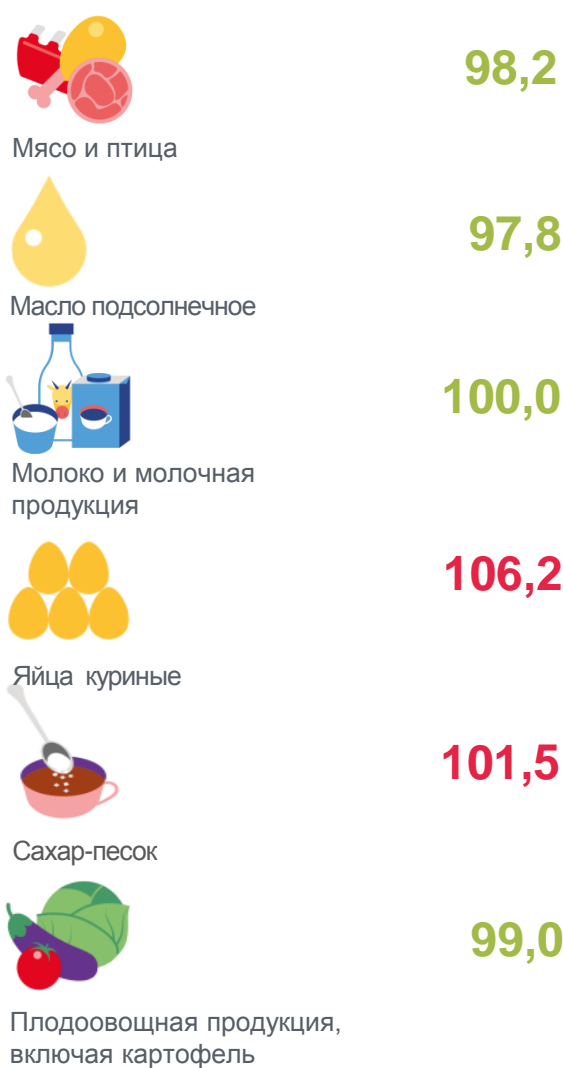 98,2
Мясо и птица
97,8
Масло подсолнечное
100,0
Молоко и молочная
продукция
106,2
Яйца куриные
101,5
Сахар-песок
99,0
Плодоовощная продукция,
включая картофель